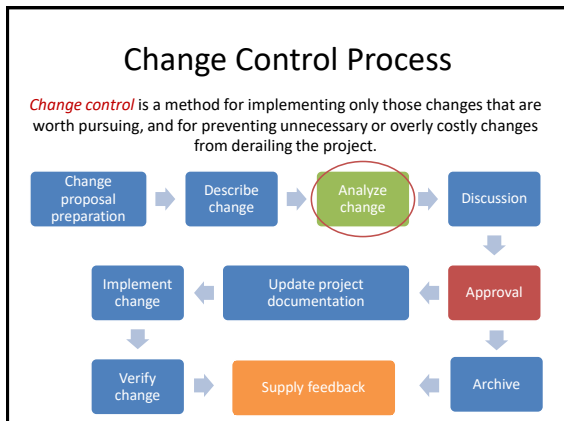 Change Control Process
Change control is a method for implementing only those changes that are
worth pursuing, and for preventing unnecessary or overly costly changes
from derailing the project.
Change
proposal
preparation
Describe
change
Analyze
change
Discussion
Implement
change
Update project
documentation
Approval
Verify
change
Supply feedback
Archive